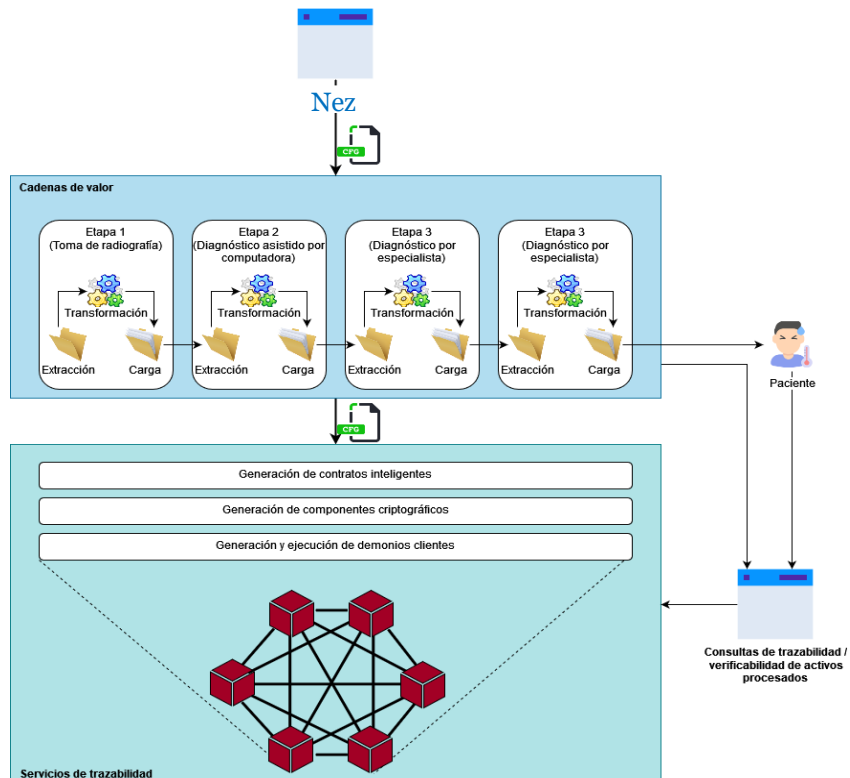 Nez
CFG
Cadenas de valor
Etapa 1
(Toma de radiografía)
Transformación
Extracción
Carga
Etapa 2
(Diagnóstico asistido por
computadora)
Transformación
Extracción
Carga
Etapa 3
(Diagnóstico por
especialista)
Transformación
Extracción
Carga
Etapa 3
(Diagnóstico por
especialista)
Transformación
Extracción
Carga
Paciente
CFG
Generación de contratos inteligentes
Generación de componentes criptográficos
Generación y ejecución de demonios clientes
Consultas de trazabilidad /
verificabilidad de activos
procesados
Servicios de trazabilidad